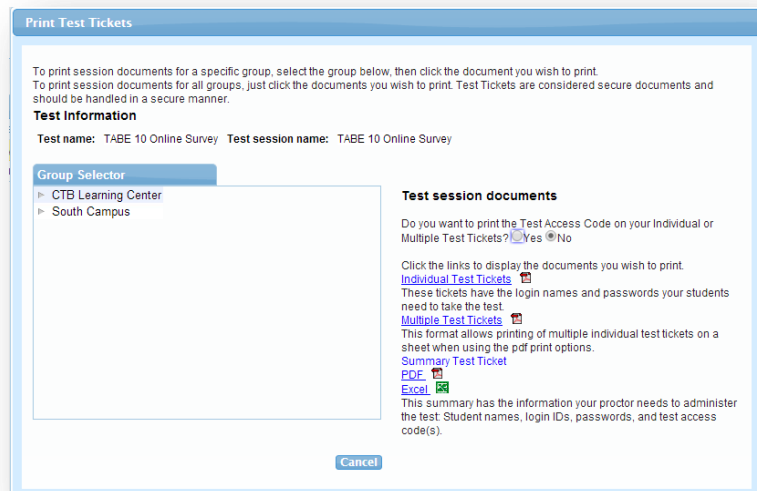 Print Test Tickets
To print session documents for a specific group, select the group below, then click the document you wish to print.
To print session documents for all groups, just click the documents you wish to print. Test Tickets are considered secure documents and
should be handled in a secure manner.
Test Information
Test name: TABE 10 Online Survey Test session name: TABE 10 Online Survey
Group Selector
CTB Learning Center
South Campus
Test session documents
Do you want to print the Test Access Code on your Individual or
Multiple Test Tickets? Yes No
Click the links to display the documents you wish to print.
Individual Test Tickets
These tickets have the login names and passwords your students
need to take the test.
Multiple Test Tickets
This format allows printing of multiple individual test tickets on a
sheet when using the pdf print options.
Summary Test Ticket
PDF
Excel
This summary has the information your proctor needs to administer
the test: Student names, login IDs, passwords, and test access
code(s).
Cancel